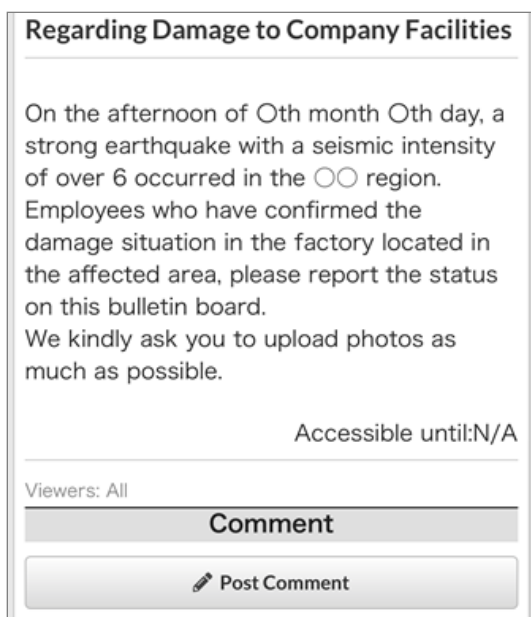 Regarding Damage to Company Facilities
On the afternoon of ○th month ○th day, a
strong earthquake with a seismic intensity
of over 6 occurred in the ○○ region.
Employees who have confirmed the
damage situation in the factory located in
the affected area, please report the status
on this bulletin board.
We kindly ask you to upload photos as
much as possible.
Accessible until:N/A
Viewers: All
Comment
Post Comment